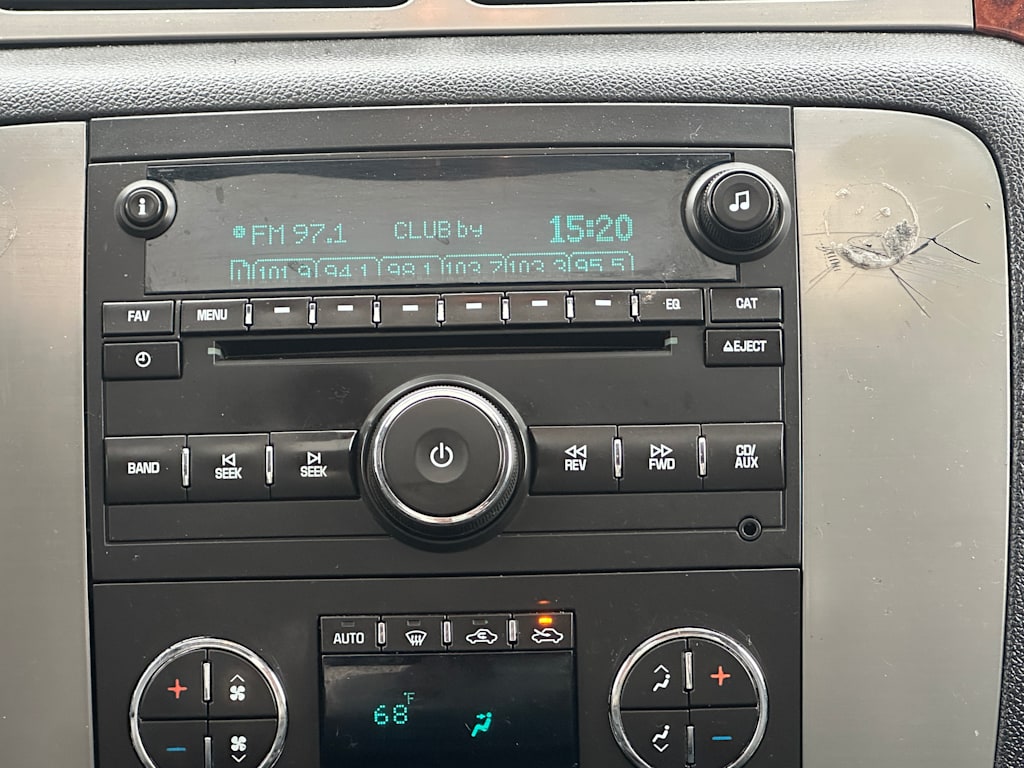 i
FM 97.1 CLUB by 15:20
101.9 94.1 98.1 103.7 103.3 95.5
FAV MENU EQ CAT
EJECT
BAND SEEK SEEK REV FWD CD/
AUX
AUTO
68°F